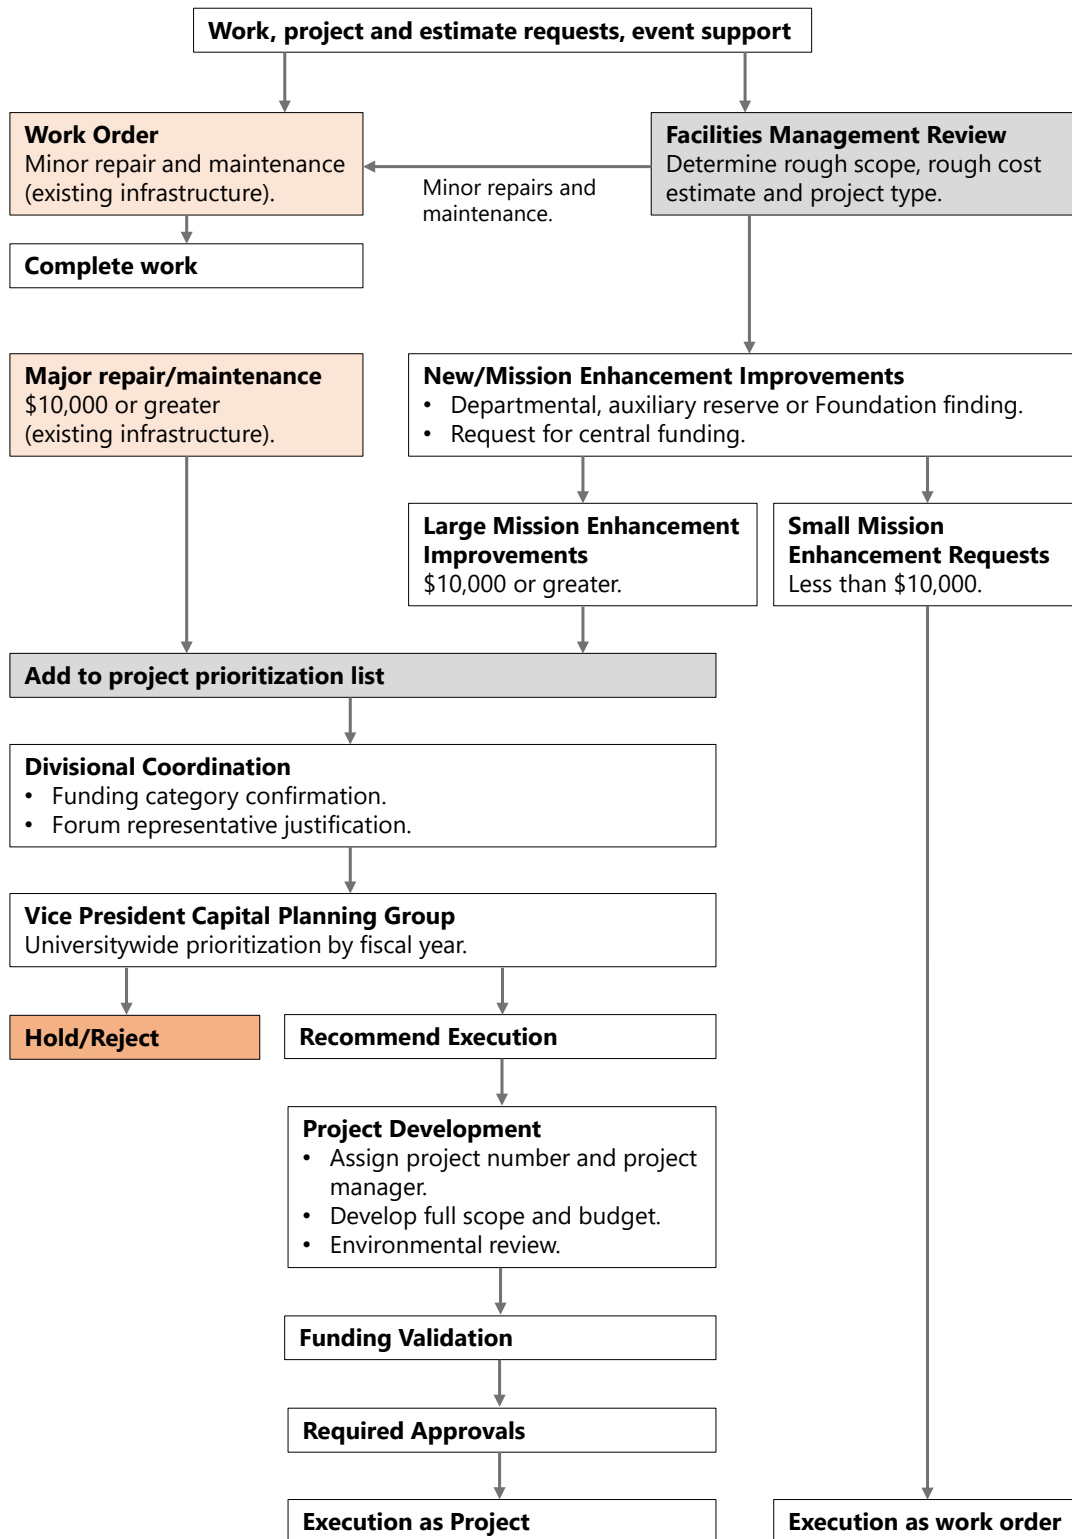 Work, project and estimate requests, event support
Work Order
Minor repair and maintenance
(existing infrastructure).
Facilities Management Review
Determine rough scope, rough cost
estimate and project type.
Minor repairs and
maintenance.
Complete work
Major repair/maintenance
$10,000 or greater
(existing infrastructure).
New/Mission Enhancement Improvements
• Departmental, auxiliary reserve or Foundation finding.
• Request for central funding.
Large Mission Enhancement
Improvements
$10,000 or greater.
Small Mission
Enhancement Requests
Less than $10,000.
Add to project prioritization list
Divisional Coordination
• Funding category confirmation.
• Forum representative justification.
Vice President Capital Planning Group
Universitywide prioritization by fiscal year.
Hold/Reject
Recommend Execution
Project Development
• Assign project number and project
manager.
• Develop full scope and budget.
• Environmental review.
Funding Validation
Required Approvals
Execution as Project
Execution as work order